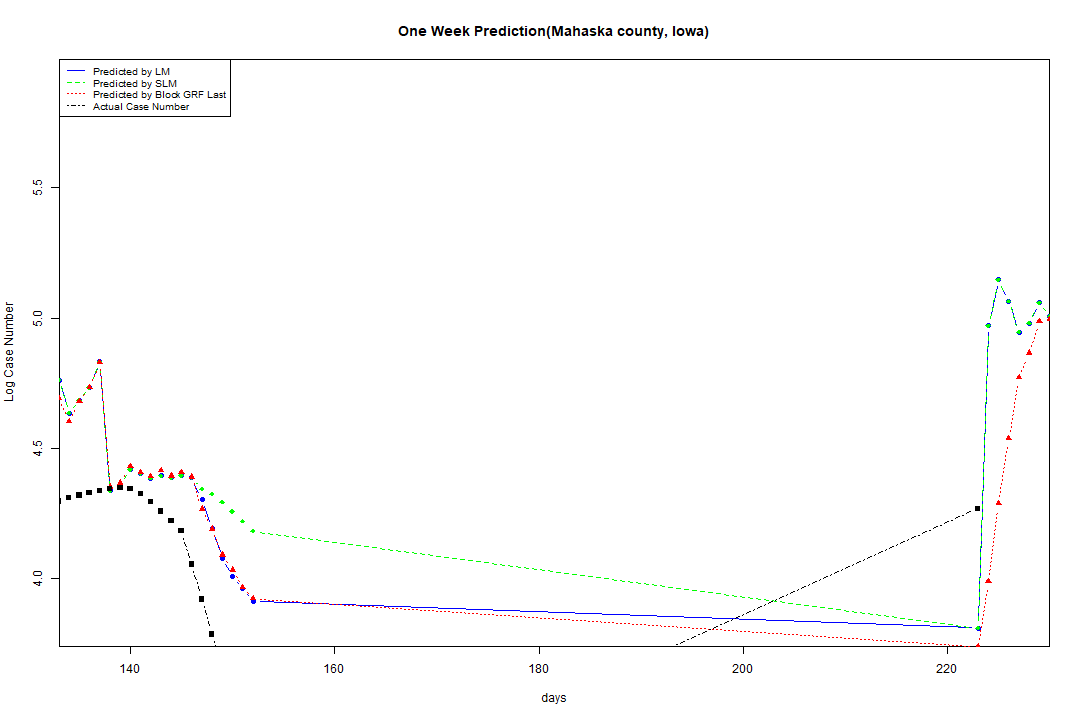 One Week Prediction(Mahaska county, Iowa)
Predicted by LM
Predicted by SLM
Predicted by Block GRF Last
Actual Case Number
Log Case Number
5.5
5.0
4.5
4.0
140 160 180 200 220
days